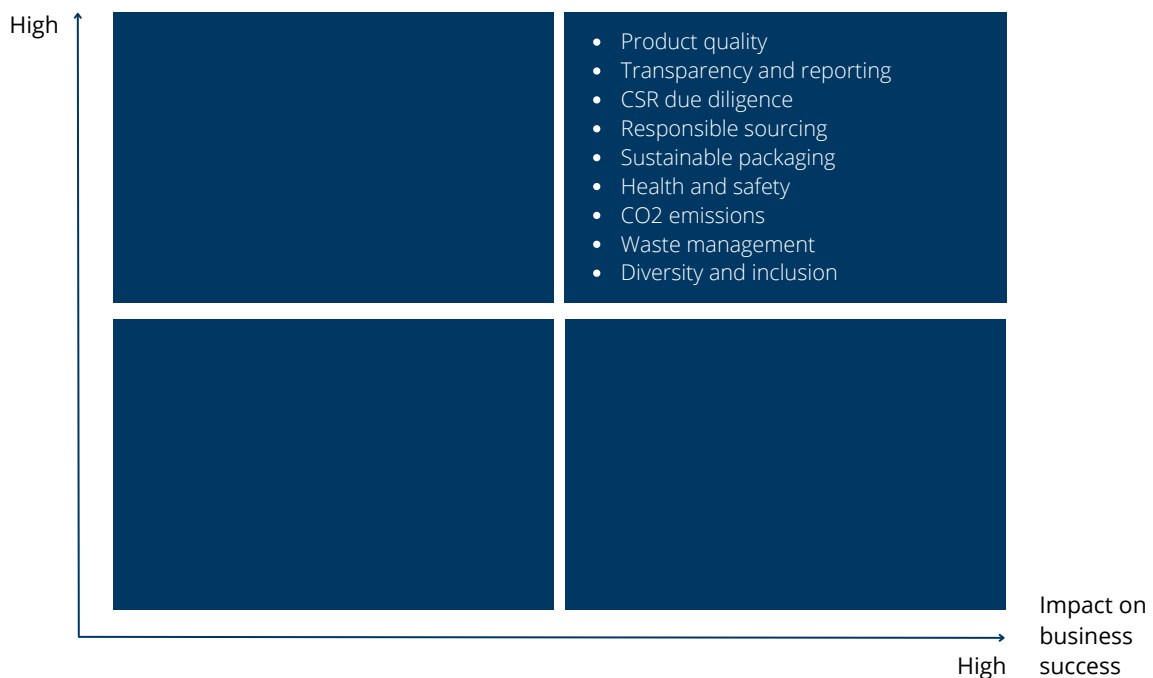 High
Product quality
Transparency and reporting
CSR due diligence
Responsible sourcing
Sustainable packaging
Health and safety
CO2 emissions
Waste management
Diversity and inclusion
High
Impact on
business
success